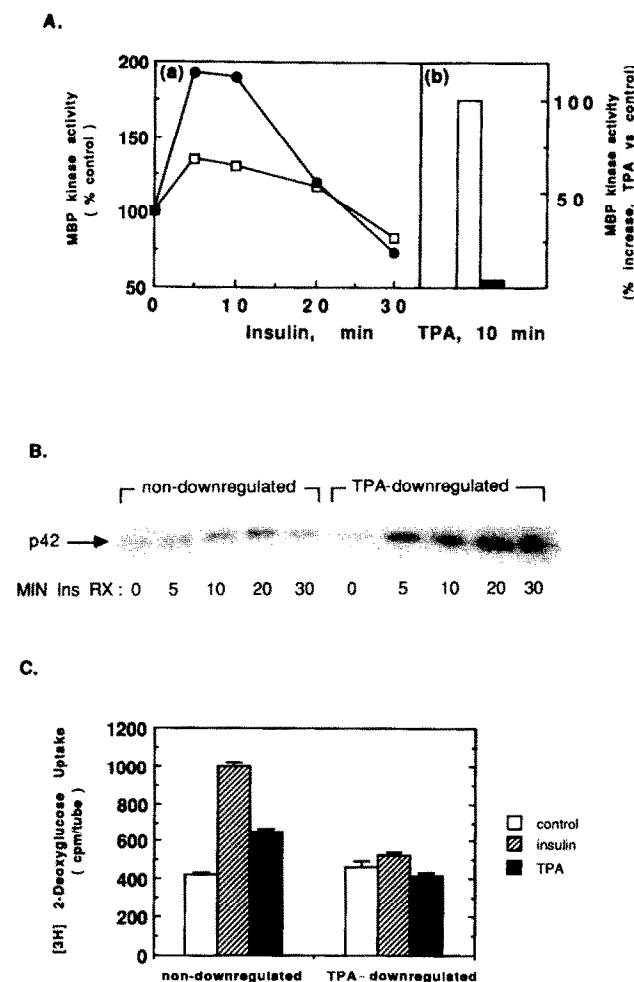 A.
200
150
100
50
(a)
(b)
MBP kinase activity
( % control )
0 10 20 30
Insulin, min
TPA, 10 min
100
50
MBP kinase activity
(% increase, TPA vs control)
B.
non-downregulated TPA-downregulated
p42
MIN Ins RX : 0 5 10 20 30 0 5 10 20 30
C.
[3H] 2-Deoxyglucose Uptake
( cpm/tube )
1200
1000
800
600
400
200
0
non-downregulated TPA-downregulated
control
insulin
TPA